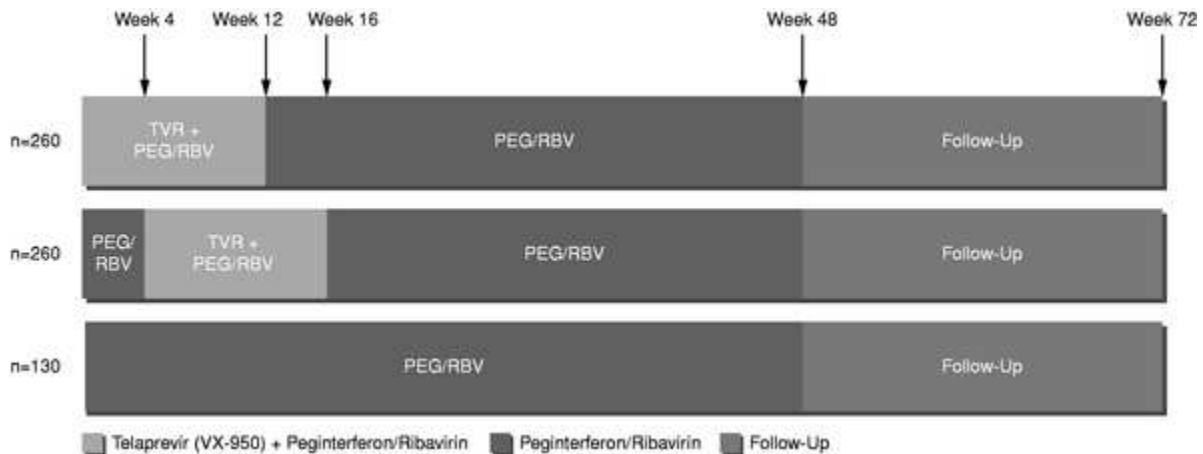 Week 4 Week 12 Week 16 Week 48 Week 72
n=260
TVR +
PEG/RBV
PEG/RBV
Follow-Up
n=260
PEG/
RBV
TVR +
PEG/RBV
PEG/RBV
Follow-Up
n=130
PEG/RBV
Follow-Up
Telaprevir (VX-950) + Peginterferon/Ribavirin Peginterferon/Ribavirin Follow-Up